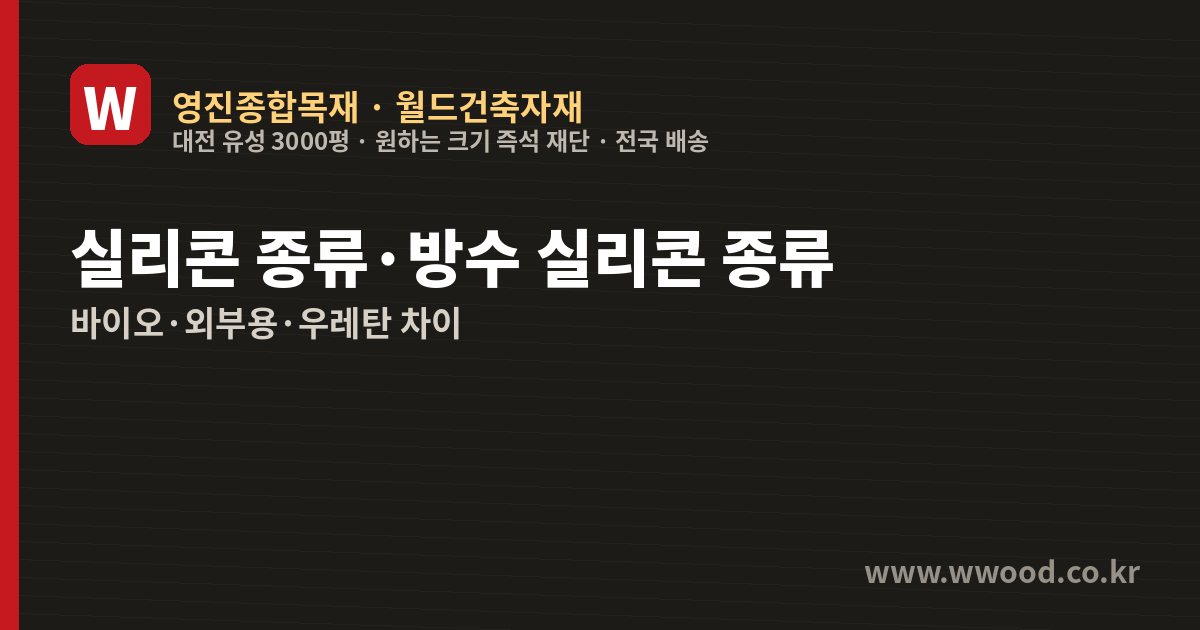 W
영진종합목재 · 월드건축자재
대전 유성 3000평 · 원하는 크기 즉석 재단 · 전국 배송
실리콘 종류·방수 실리콘 종류
바이오·외부용·우레탄 차이
www.wwood.co.kr